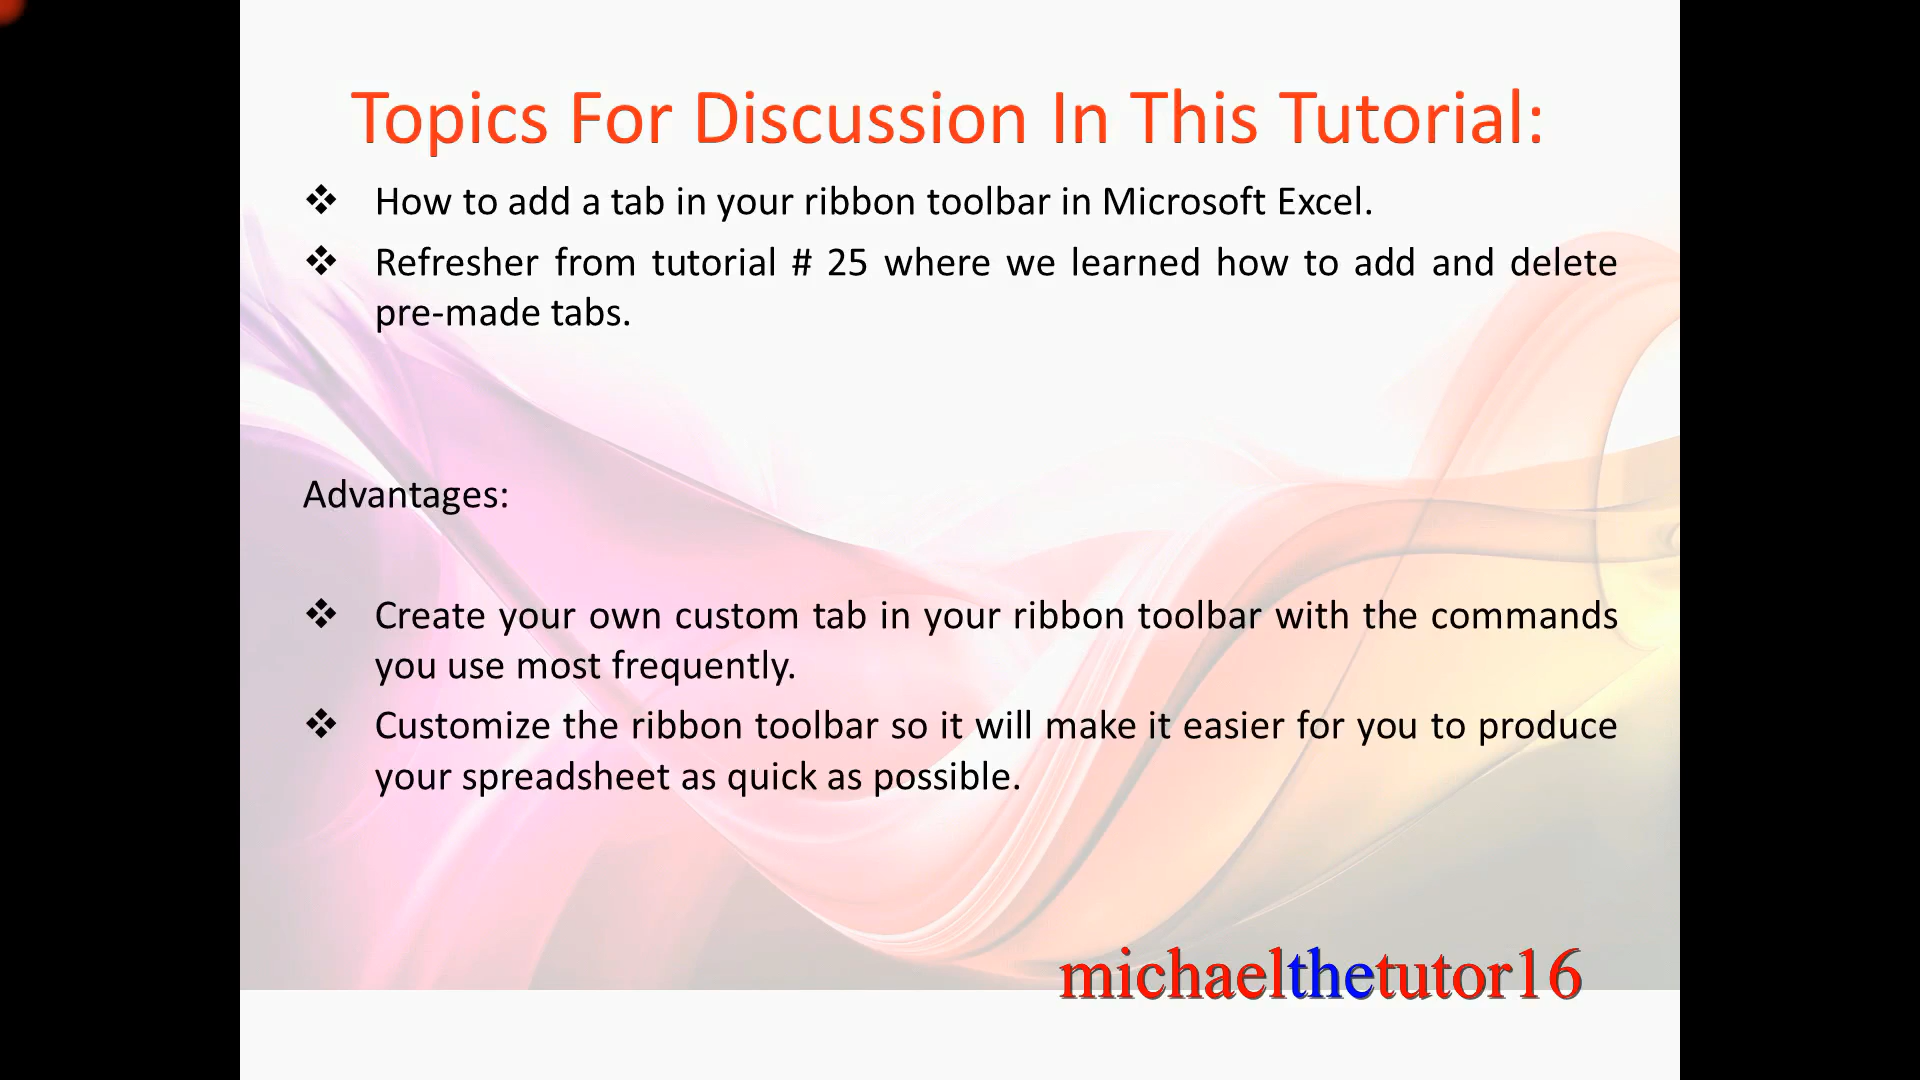 Topics For Discussion In This Tutorial:
❖ How to add a tab in your ribbon toolbar in Microsoft Excel.
❖ Refresher from tutorial # 25 where we learned how to add and delete
pre-made tabs.
Advantages:
❖ Create your own custom tab in your ribbon toolbar with the commands
you use most frequently.
❖ Customize the ribbon toolbar so it will make it easier for you to produce
your spreadsheet as quick as possible.
michaelthetutor16